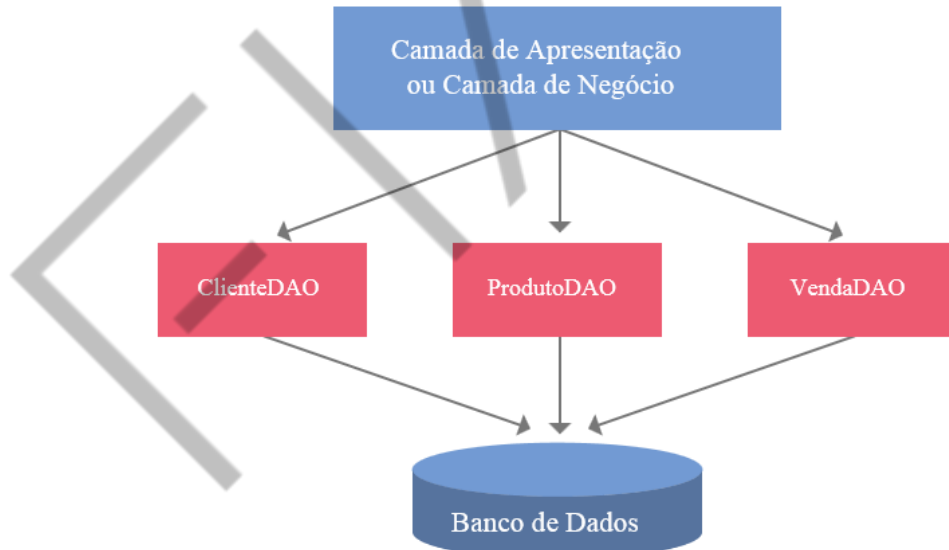 Camada de Apresentação
ou Camada de Negócio
ClienteDAO
ProdutoDAO
VendaDAO
Banco de Dados